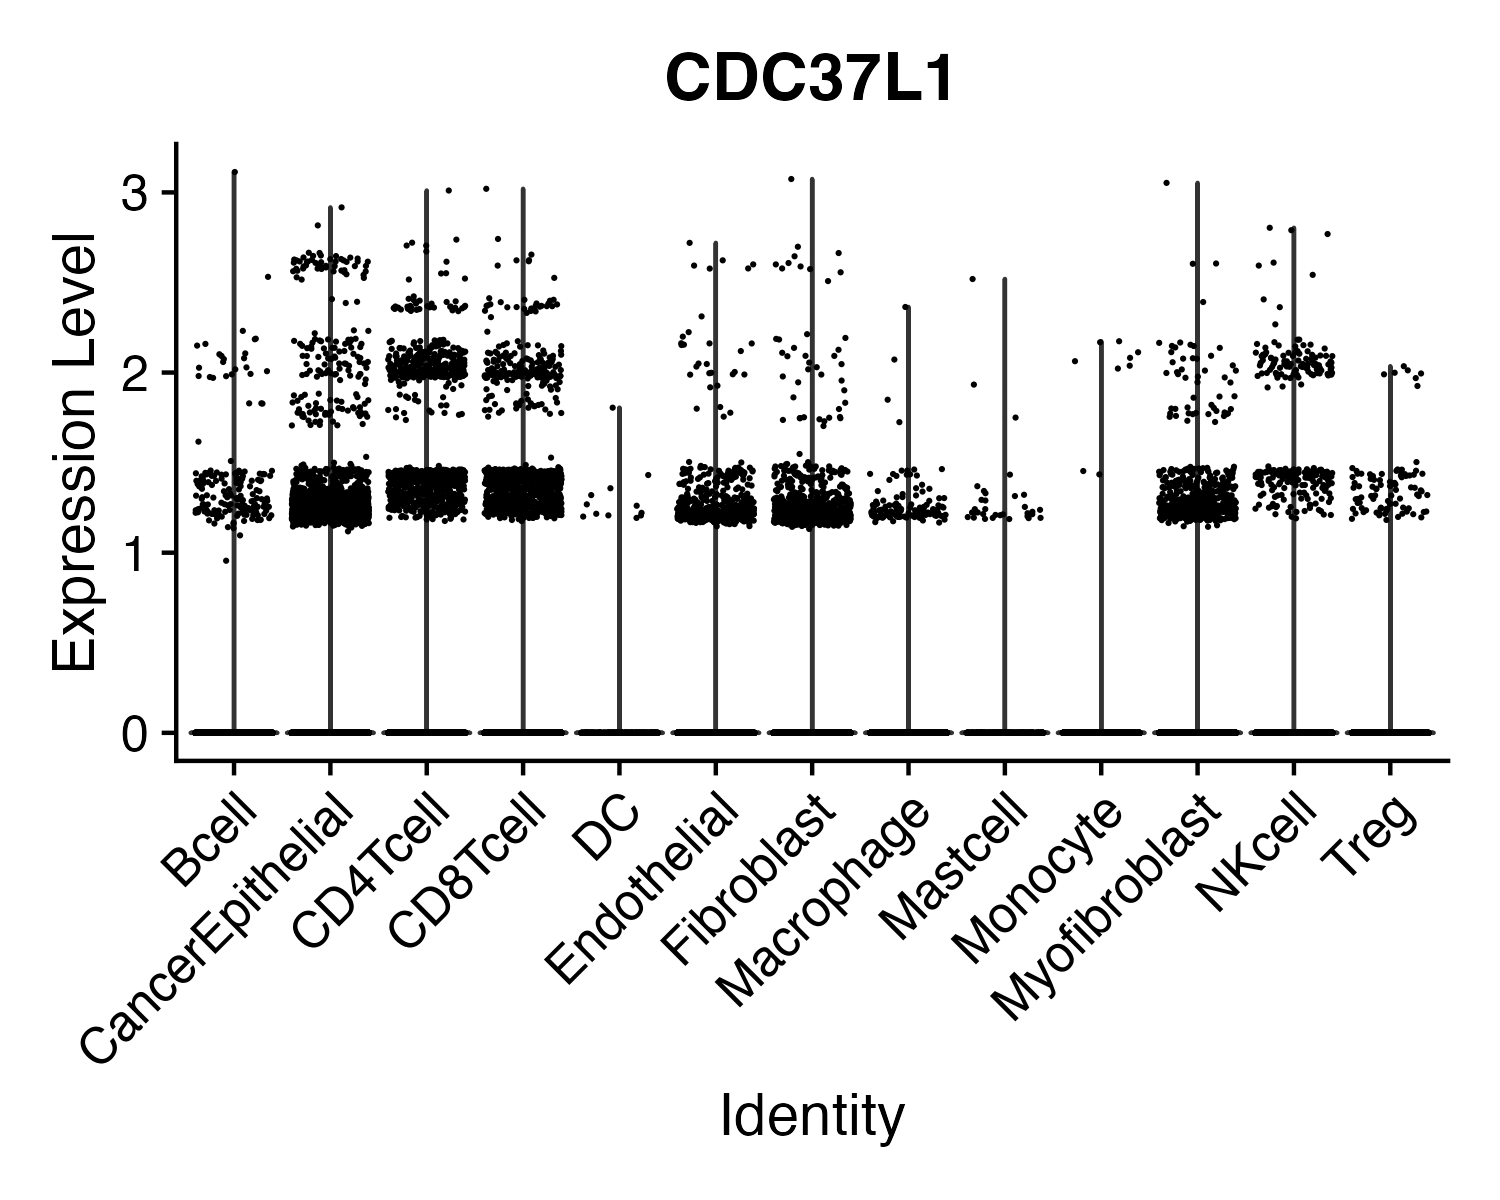 CDC37L1
Expression Level
3
2
1
0
Bcell
CancerEpithelial
CD4Tcell
CD8Tcell
DC
Endothelial
Fibroblast
Macrophage
Mastcell
Monocyte
Myofibroblast
NKcell
Treg
Identity